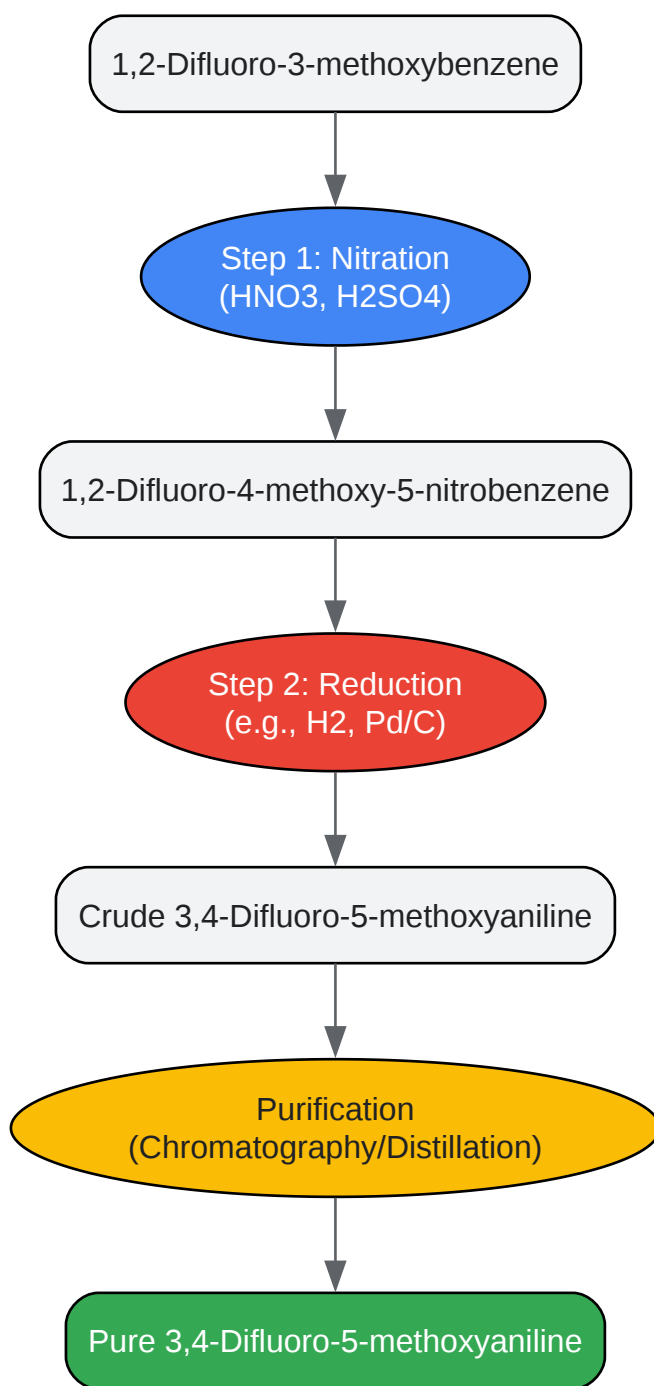 1,2-Difluoro-3-methoxybenzene
Step 1: Nitration
(HNO3, H2SO4)
1,2-Difluoro-4-methoxy-5-nitrobenzene
Step 2: Reduction
(e.g., H2, Pd/C)
Crude 3,4-Difluoro-5-methoxyaniline
Purification
(Chromatography/Distillation)
Pure 3,4-Difluoro-5-methoxyaniline